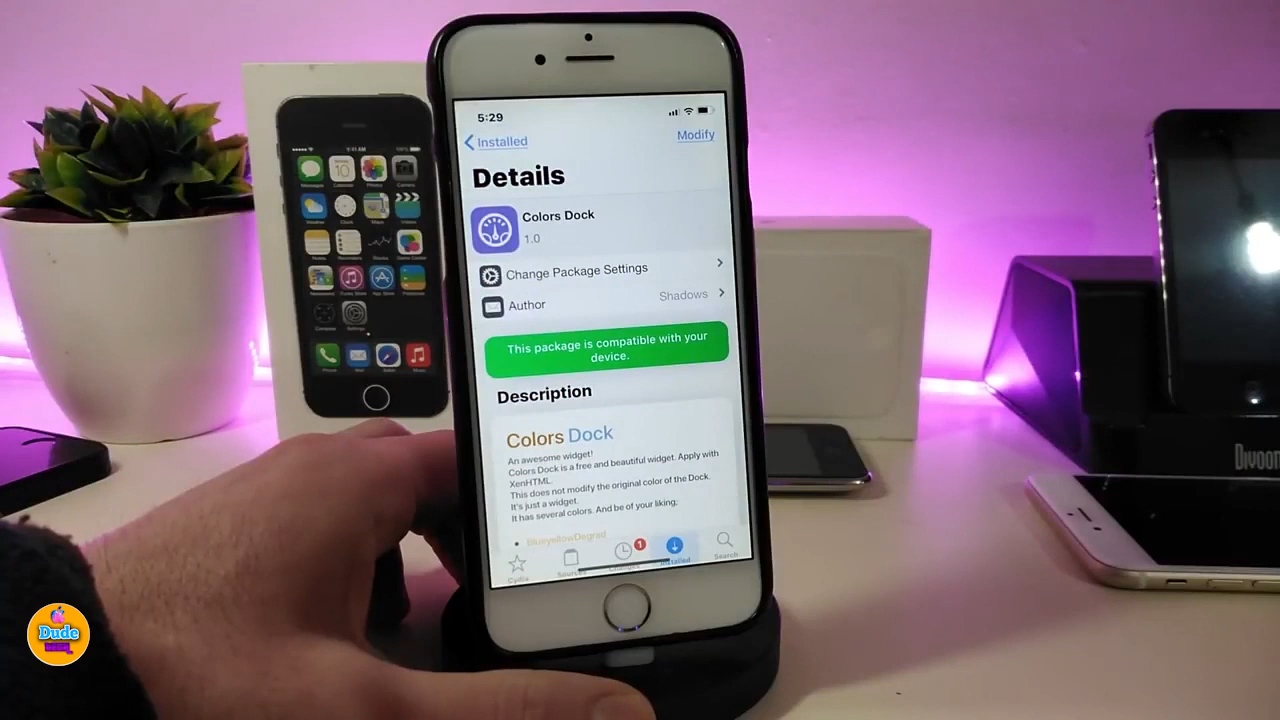 5:29
Installed
Modify
Details
Colors Dock
1.0
Change Package Settings
Author
Shadows
This package is compatible with your
device.
Description
Colors Dock
An awesome widget!
Colors Dock is a free and beautiful widget. Apply with
XenHTML.
This does not modify the original color of the Dock.
It's just a widget.
It has several colors. And be of your liking.
• BlueyellowDegrad
Cydia
Sources
Changes
1
Installed
Search
Divoom
Dude